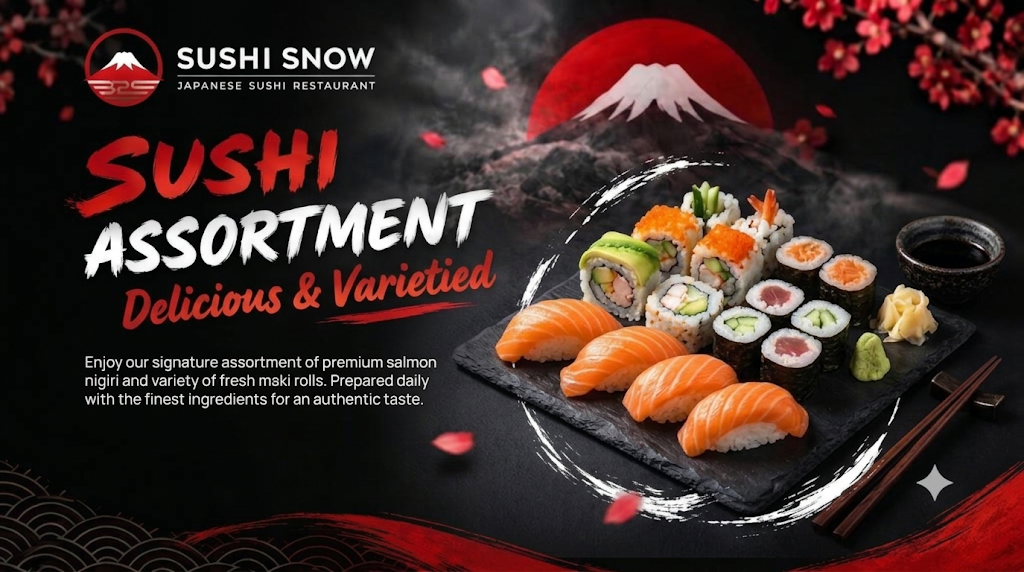 SUSHI SNOW
JAPANESE SUSHI RESTAURANT
SUSHI
ASSORTMENT
Delicious & Varietied
Enjoy our signature assortment of premium salmon
nigiri and variety of fresh maki rolls. Prepared daily
with the finest ingredients for an authentic taste.